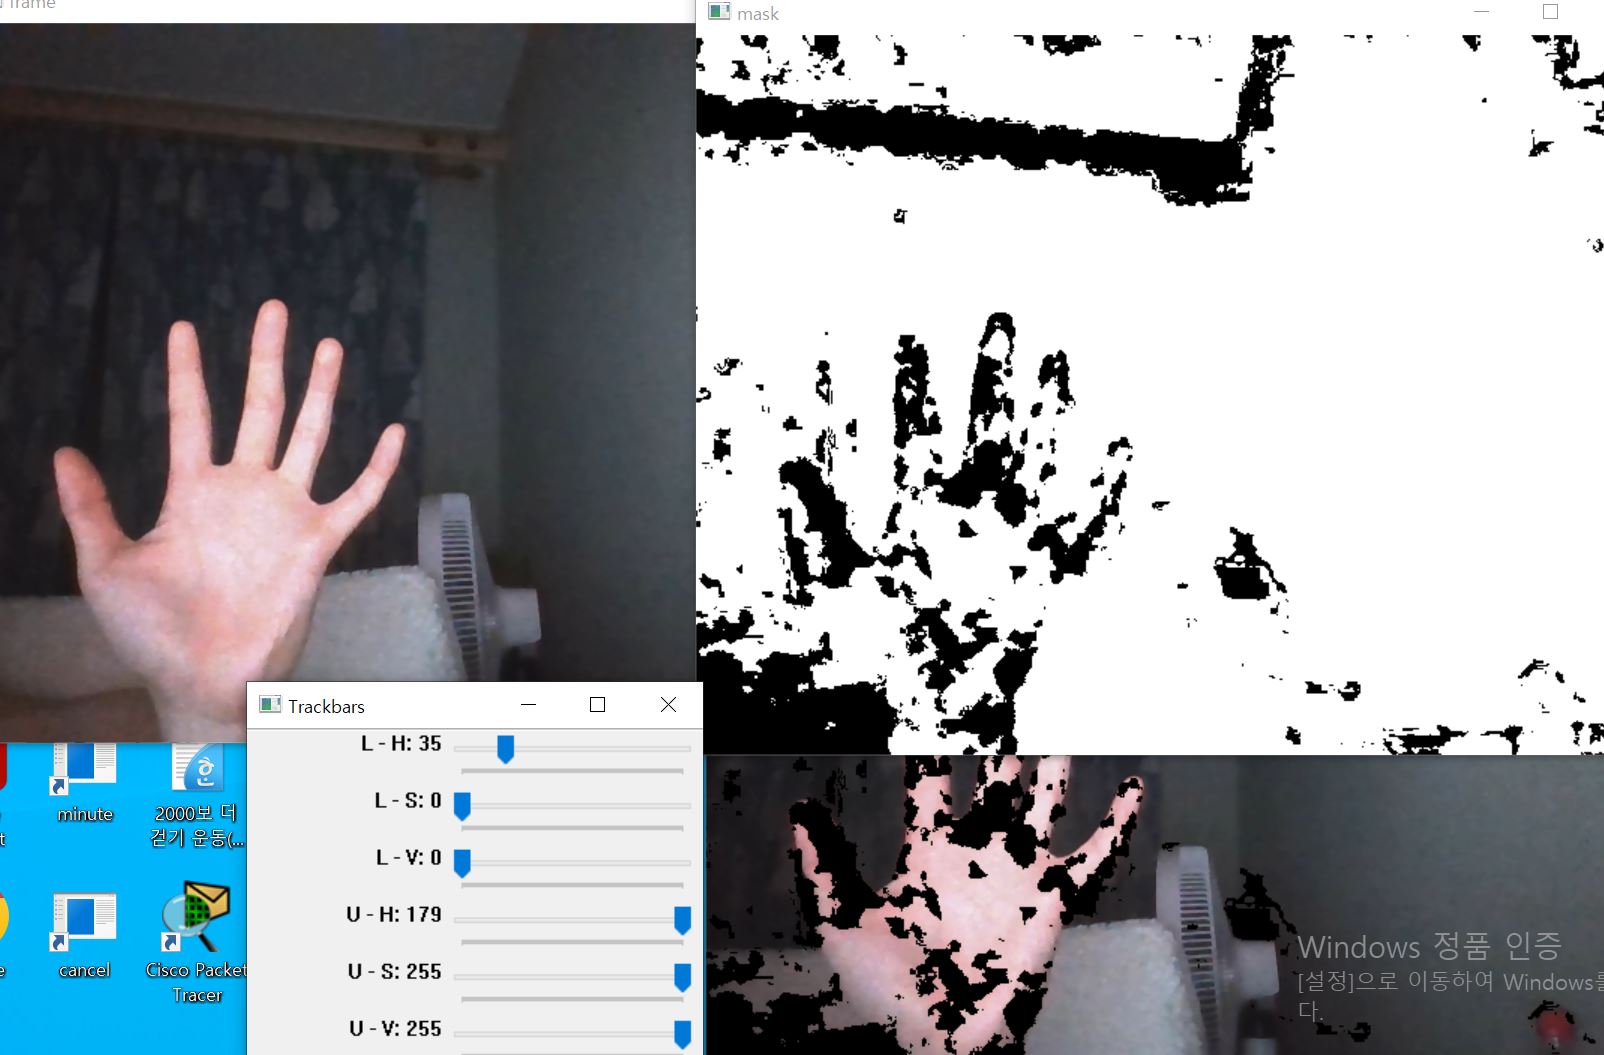 frame
mask
Trackbars
L - H: 35
L - S: 0
L - V: 0
U - H: 179
U - S: 255
U - V: 255
minute
2000보 더
걷기 운동(...
t
e
cancel
Cisco Packet
Tracer
Windows 정품 인증
[설정]으로 이동하여 Windows를
다.